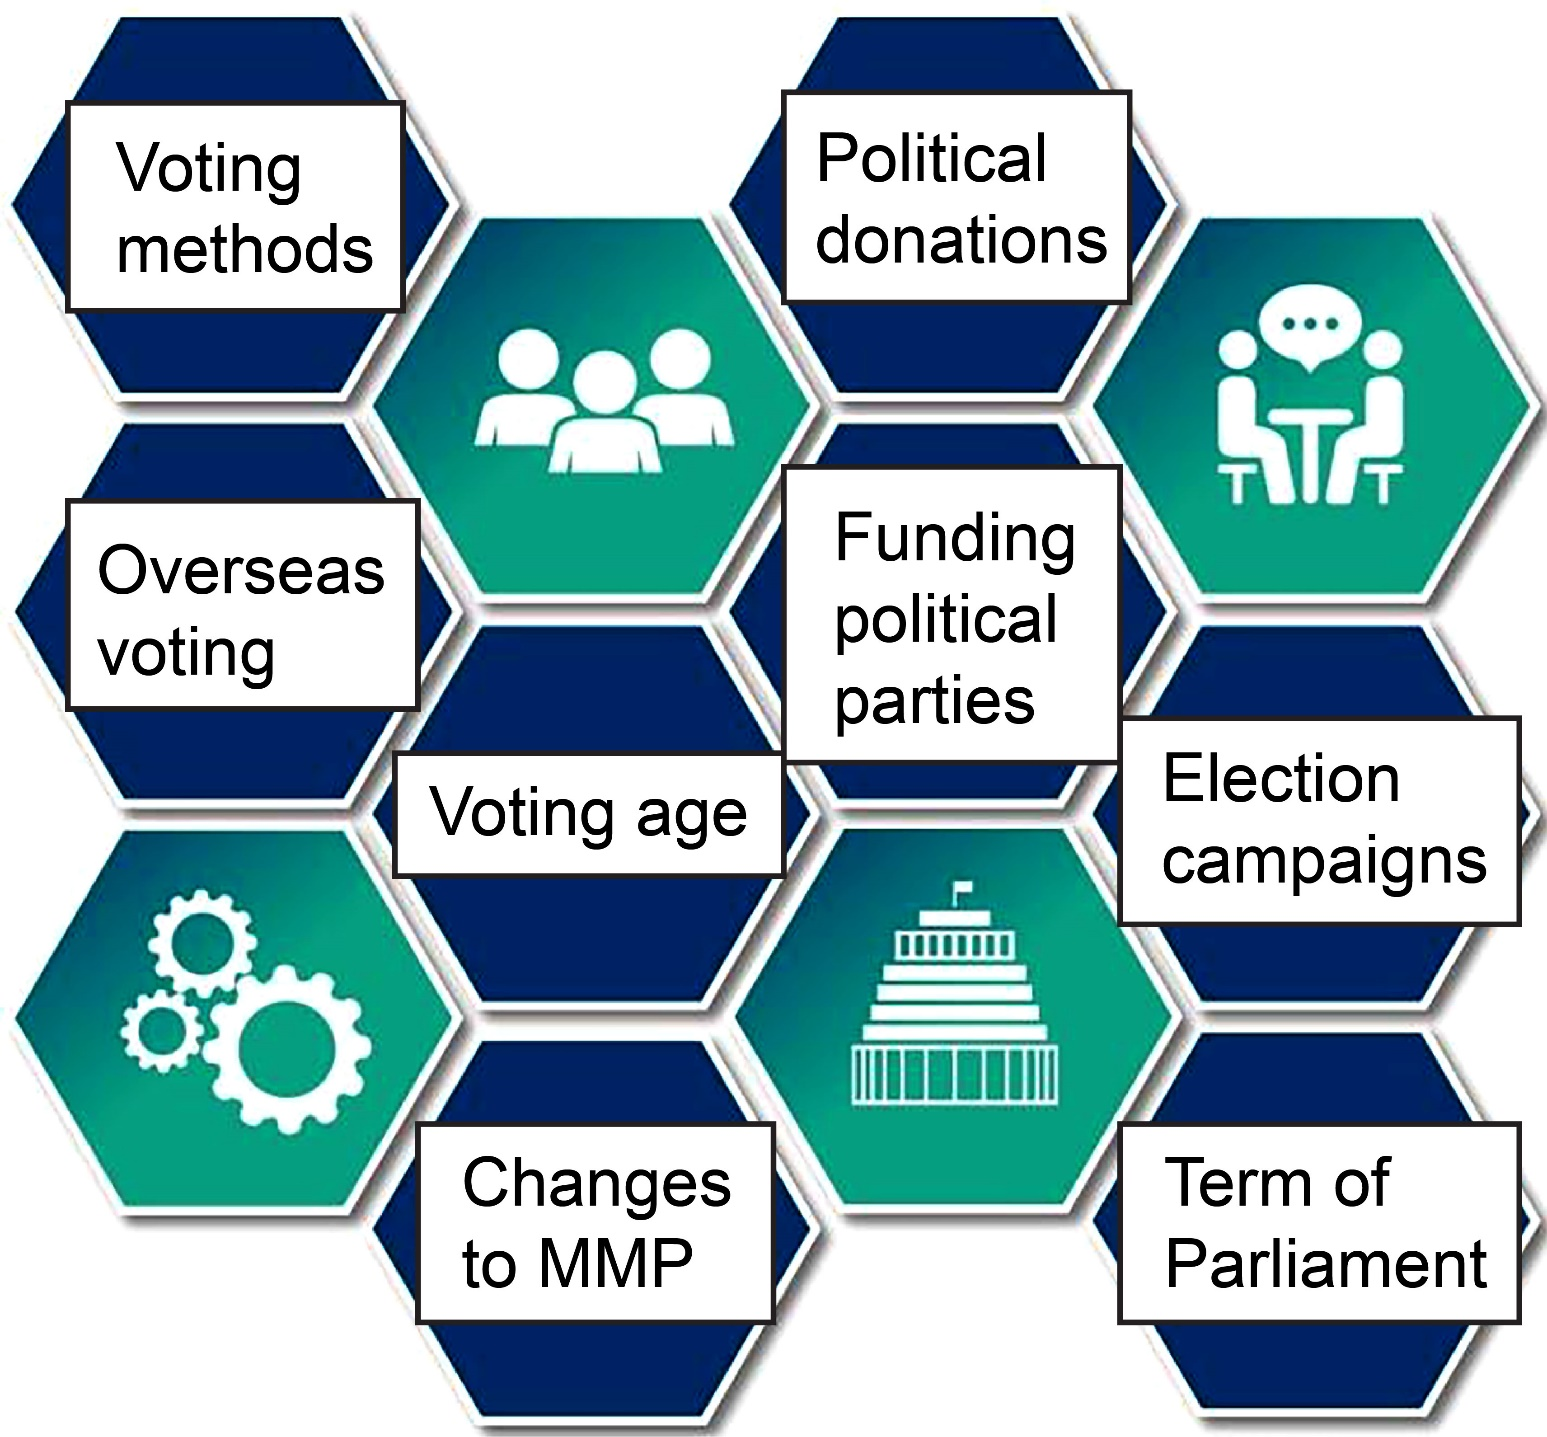 Voting
methods
Political
donations
Overseas
voting
Funding
political
parties
Voting age
Election
campaigns
Changes
to MMP
Term of
Parliament